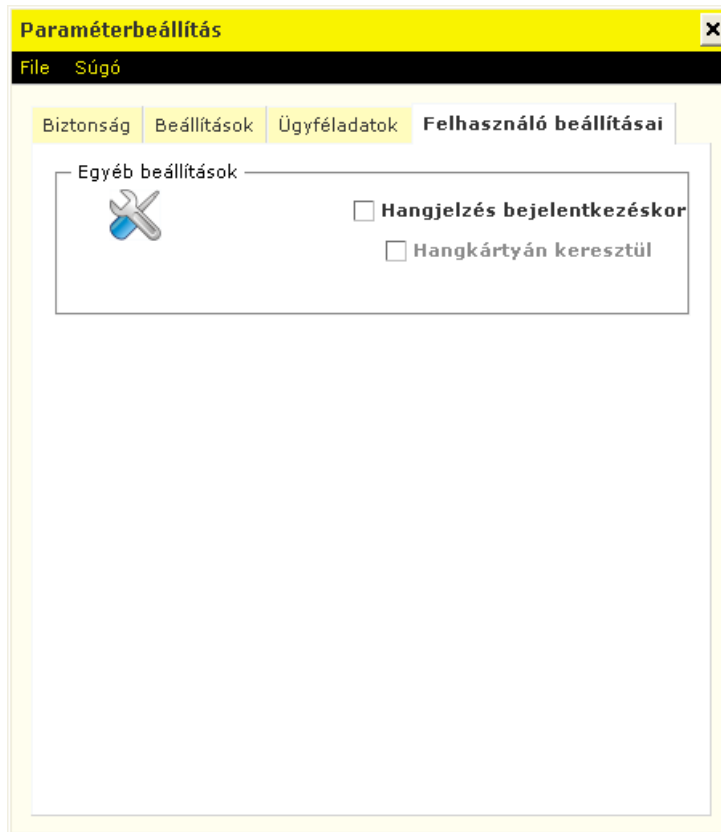 Paraméterbeállítás
File Súgó
Biztonság Beállítások Ügyféladatok Felhasználó beállításai
Egyéb beállítások
Hangjelzés bejelentkezéskor
Hangkártyán keresztül